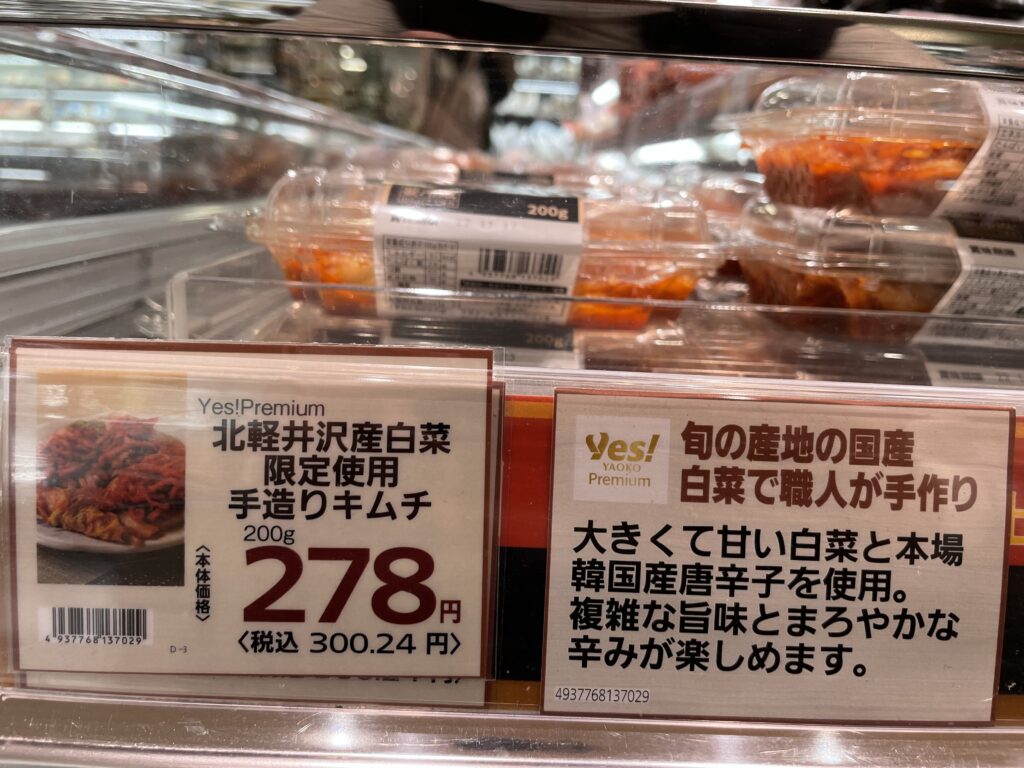 200g
Yes!Premium
北軽井沢産白菜
限定使用
手造りキムチ
200g
〈本体価格〉
278円
〈税込 300.24 円〉
4937768137029
D-3
Yes!
YAOKO
Premium
旬の産地の国産
白菜で職人が手作り
大きくて甘い白菜と本場
韓国産唐辛子を使用。
複雑な旨味とまろやかな
辛みが楽しめます。
4937768137029